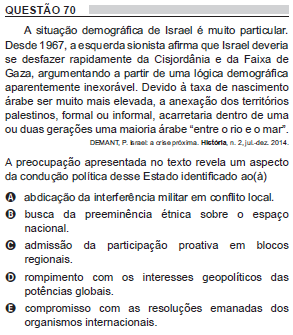 QUESTÃO 70
A situação demográfica de Israel é muito particular.
Desde 1967, a esquerda sionista afirma que Israel deveria
se desfazer rapidamente da Cisjordânia e da Faixa de
Gaza, argumentando a partir de uma lógica demográfica
aparentemente inexorável. Devido à taxa de nascimento
árabe ser muito mais elevada, a anexação dos territórios
palestinos, formal ou informal, acarretaria dentro de uma
ou duas gerações uma maioria árabe “entre o rio e o mar”.
DEMANT, P. Israel: a crise próxima. História, n. 2, jul.-dez. 2014.
A preocupação apresentada no texto revela um aspecto
da condução política desse Estado identificado ao(à)
A abdicação da interferência militar em conflito local.
B busca da preeminência étnica sobre o espaço
nacional.
C admissão da participação proativa em blocos
regionais.
D rompimento com os interesses geopolíticos das
potências globais.
E compromisso com as resoluções emanadas dos
organismos internacionais.